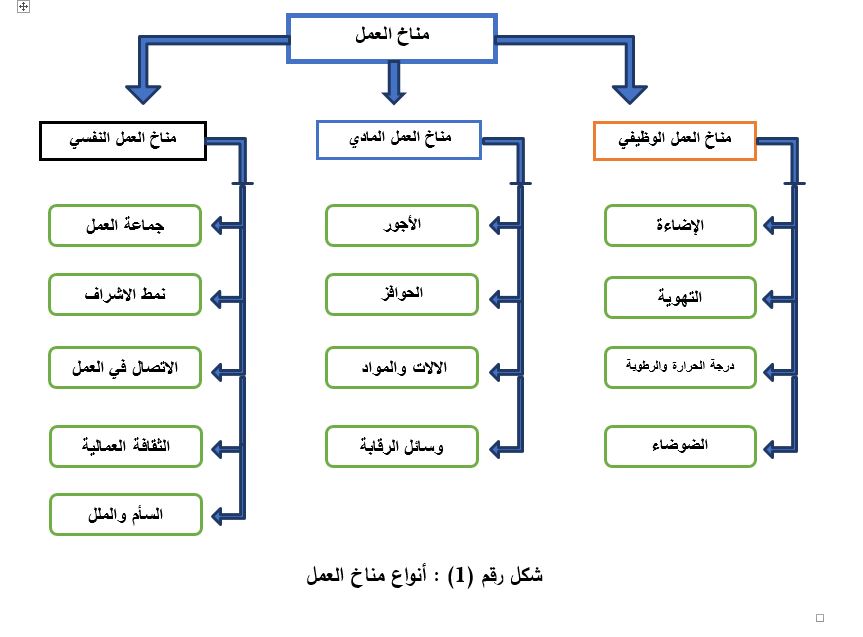 مناخ العمل
مناخ العمل الوظيفي
مناخ العمل المادي
مناخ العمل النفسي
الإضاءة
الأجور
جماعة العمل
التهوية
الحوافز
نمط الاشراف
درجة الحرارة والرطوبة
الالات والمواد
الاتصال في العمل
الضوضاء
وسائل الرقابة
الثقافة العمالية
السأم والملل
شكل رقم (1) : أنواع مناخ العمل